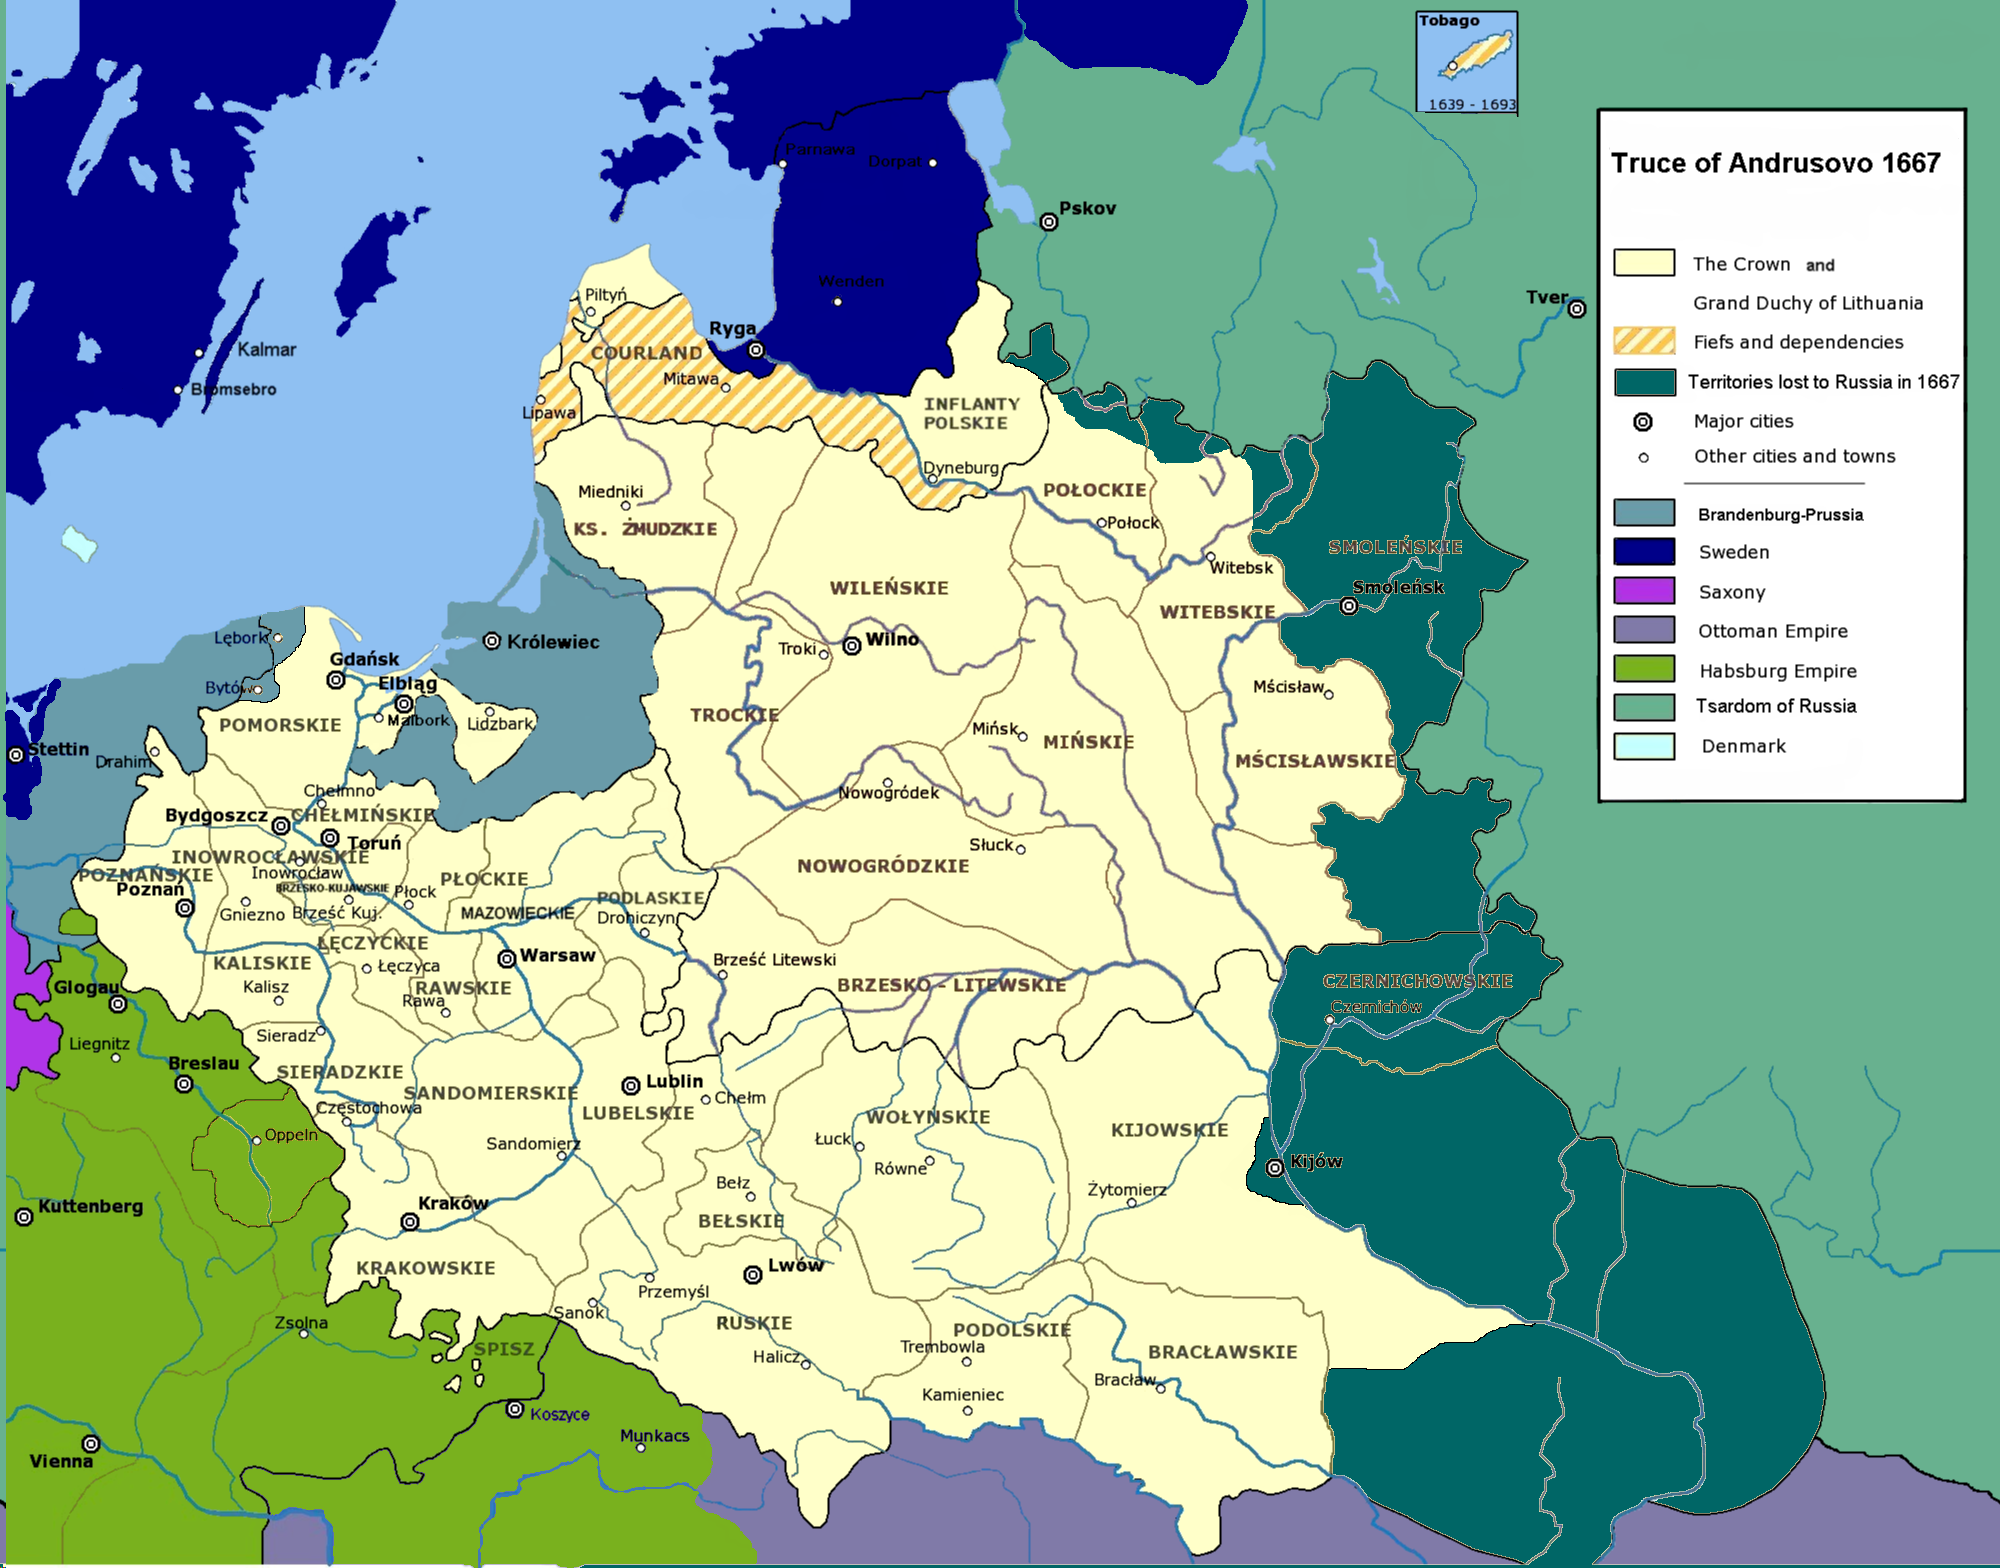 Tobago
1639 - 1693
Truce of Andrusovo 1667
The Crown and
Grand Duchy of Lithuania
Fiefs and dependencies
Territories lost to Russia in 1667
Major cities
Other cities and towns
Brandenburg-Prussia
Sweden
Saxony
Ottoman Empire
Habsburg Empire
Tsardom of Russia
Denmark
Parnawa
Dorpat
Pskov
Wenden
Tver
Piltyń
Ryga
Kalmar
COURLAND
Mitawa
Bromsebro
Lipawa
INFLANTY
POLSKIE
Dyneburg
Miedniki
POŁOCKIE
KS. ŻMUDZKIE
Połock
SMOLEŃSKIE
Witebsk
WILEŃSKIE
Smoleńsk
WITEBSKIE
Lębork
Królewiec
Wilno
Troki
Gdańsk
Elbląg
Bytów
Mścisław
Malbork
Lidzbark
POMORSKIE
TROCKIE
Mińsk
MIŃSKIE
Stettin
Drahim
MŚCISŁAWSKIE
Chełmno
Nowogródek
Bydgoszcz
CHEŁMIŃSKIE
Toruń
Słuck
INOWROCŁAWSKIE
Inowrocław
NOWOGRÓDZKIE
POZNAŃSKIE
Poznań
BRZESKO-KUJAWSKIE
Płock
PŁOCKIE
PODLASKIE
Gniezno
Brześć Kuj.
MAZOWIECKIE
Drohiczyn
ŁĘCZYCKIE
Warsaw
KALISKIE
Łęczyca
Brześć Litewski
Glogau
Kalisz
RAWSKIE
Rawa
BRZESKO - LITEWSKIE
CZERNICHOWSKIE
Czernichów
Sieradz
Liegnitz
Breslau
SIERADZKIE
SANDOMIERSKIE
Lublin
LUBELSKIE
Chełm
Częstochowa
WOŁYŃSKIE
KIJOWSKIE
Oppeln
Sandomierz
Łuck
Równe
Kijów
Bełz
Żytomierz
Kuttenberg
Kraków
BEŁSKIE
KRAKOWSKIE
Lwów
Przemyśl
Sanok
Zsolna
RUSKIE
PODOLSKIE
Trembowla
SPISZ
Halicz
BRACŁAWSKIE
Bracław
Kamieniec
Koszyce
Munkacs
Vienna